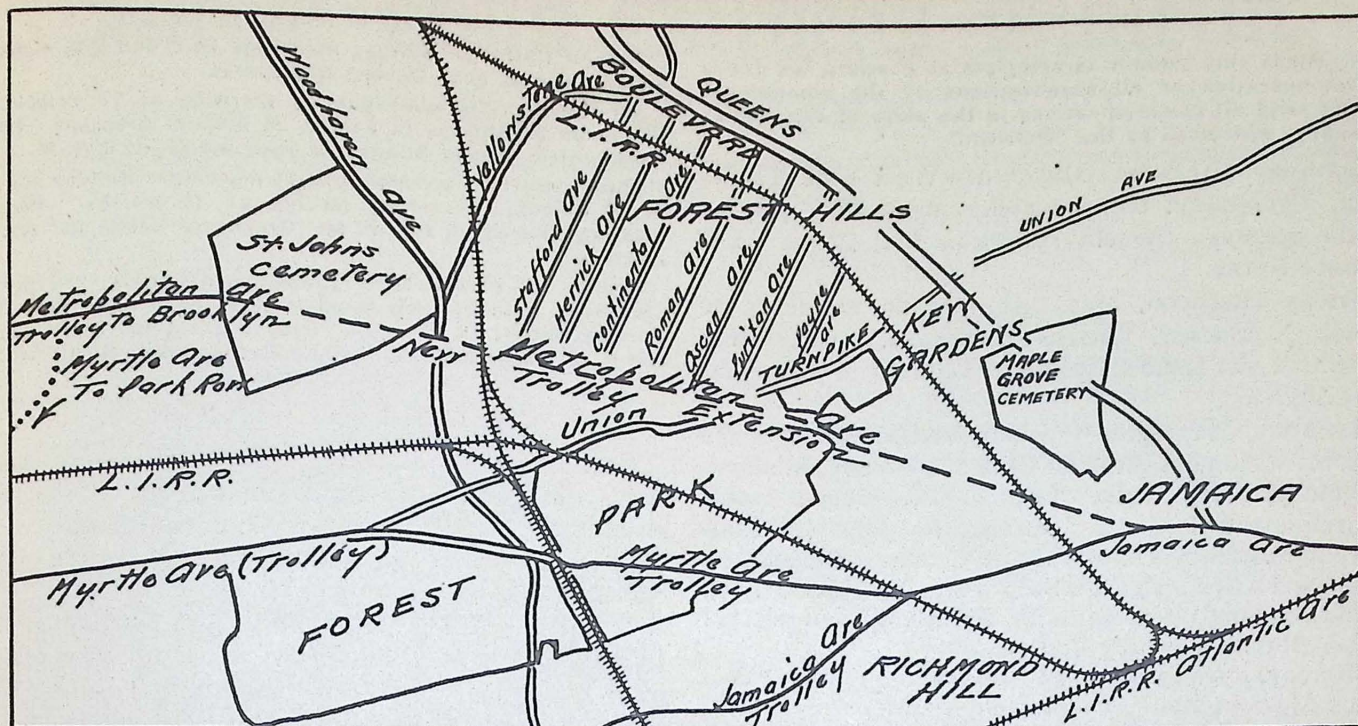 Woodhaven Ave
Yellowstone Ave
QUEENS
BOULEVARD
L.I.R.R.
FOREST HILLS
UNION AVE
St. Johns
Cemetery
Stafford Ave
Herrick Ave
Continental Ave
Roman Ave
Ascan Ave
Puritan Ave
Ave
TURNPIKE
KEW
GARDENS
MAPLE
GROVE
CEMETERY
Metropolitan Ave
Trolley To Brooklyn
Myrtle Ave
To Park Row
New Metropolitan Ave
Trolley Extension
Union
L.I.R.R.
PARK
JAMAICA
Jamaica Ave
Myrtle Ave (Trolley)
Myrtle Ave
Trolley
FOREST
Jamaica Ave
Trolley
RICHMOND
HILL
L.I.R.R. Atlantic Ave